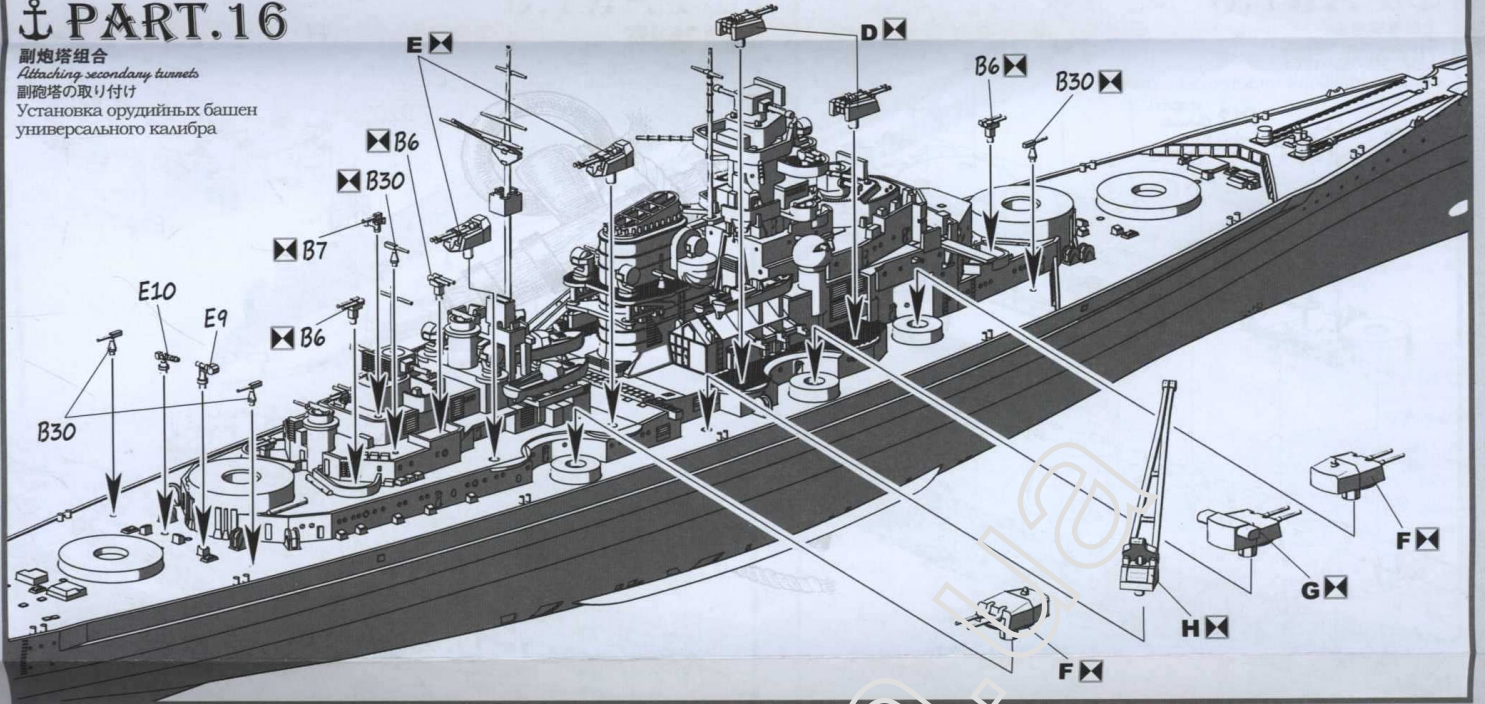 PART.16
副炮塔组合
Attaching secondary turrets
副砲塔の取り付け
Установка орудийных башен
универсального калибра
E
D
B6
B30
B6
B30
B7
E10
E9
B6
B30
F
G
H
F